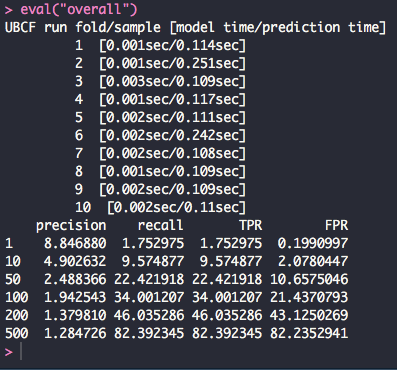 > eval("overall")
UBCF run fold/sample [model time/prediction time]
1 [0.001sec/0.114sec]
2 [0.001sec/0.251sec]
3 [0.003sec/0.109sec]
4 [0.001sec/0.117sec]
5 [0.002sec/0.111sec]
6 [0.002sec/0.242sec]
7 [0.002sec/0.108sec]
8 [0.001sec/0.109sec]
9 [0.002sec/0.109sec]
10 [0.002sec/0.11sec]
precision recall TPR FPR
1 8.846880 1.752975 1.752975 0.1990997
10 4.902632 9.574877 9.574877 2.0780447
50 2.488366 22.421918 22.421918 10.6575046
100 1.942543 34.001207 34.001207 21.4370793
200 1.379810 46.035286 46.035286 43.1250269
500 1.284726 82.392345 82.392345 82.2352941
>